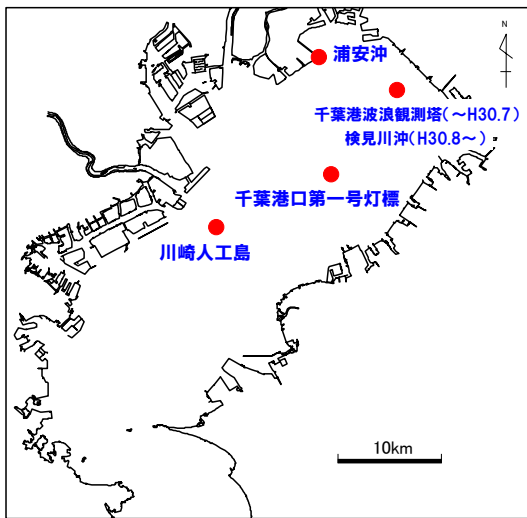 N
浦安沖
千葉港波浪観測塔(～H30.7)
検見川沖(H30.8～)
千葉港口第一号灯標
川崎人工島
10km